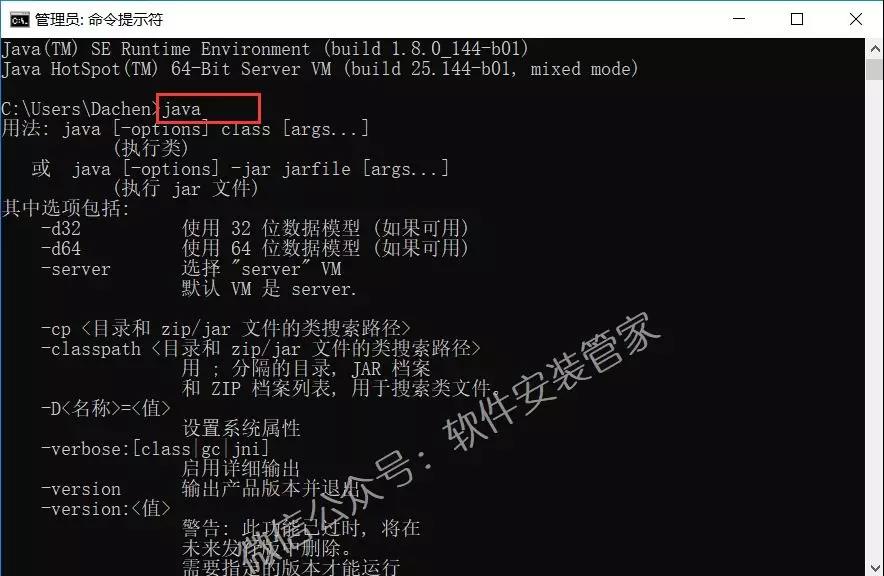 管理员: 命令提示符
Java(TM) SE Runtime Environment (build 1.8.0_144-b01)
Java HotSpot(TM) 64-Bit Server VM (build 25.144-b01, mixed mode)
C:\Users\Dachen>java
用法: java [-options] class [args...]
(执行类)
或 java [-options] -jar jarfile [args...]
(执行 jar 文件)
其中选项包括:
-d32 使用 32 位数据模型 (如果可用)
-d64 使用 64 位数据模型 (如果可用)
-server 选择 "server" VM
默认 VM 是 server.
-cp <目录和 zip/jar 文件的类搜索路径>
-classpath <目录和 zip/jar 文件的类搜索路径>
用 ; 分隔的目录, JAR 档案
和 ZIP 档案列表, 用于搜索类文件。
-D<名称>=<值>
设置系统属性
-verbose:[class|gc|jni]
启用详细输出
-version 输出产品版本并退出
-version:<值>
警告: 此功能已过时, 将在
未来发行版中删除。
需要指定的版本才能运行
微信公众号：软件安装管家